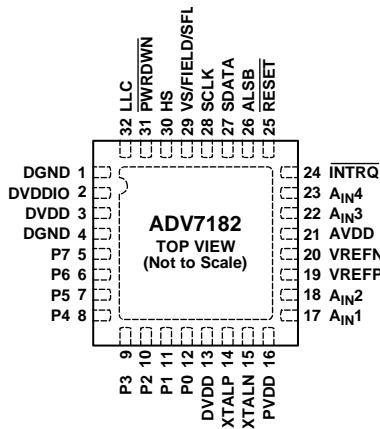 32 LLC
31 PWRDWN
30 HS
29 VS/FIELD/SFL
28 SCLK
27 SDATA
26 ALSB
25 RESET
DGND 1
DVDDIO 2
DVDD 3
DGND 4
P7 5
P6 6
P5 7
P4 8
ADV7182
TOP VIEW
(Not to Scale)
24 INTRQ
23 AIN4
22 AIN3
21 AVDD
20 VREFN
19 VREFP
18 AIN2
17 AIN1
P3 9
P2 10
P1 11
P0 12
DVDD 13
XTALP 14
XTALN 15
PVDD 16